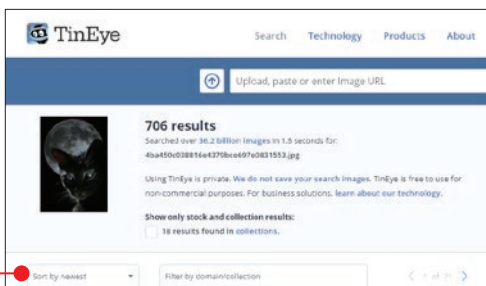 TinEye
Search Technology Products About
Upload, paste or enter Image URL
706 results
Searched over 36.2 billion images in 1.5 seconds for:
Using TinEye is private. We do not save your search images. TinEye is free to use for
non-commercial purposes. For business solutions, learn about our technology.
Show only stock and collection results:
18 results found in collections.
Sort by newest
Filter by domain/collection